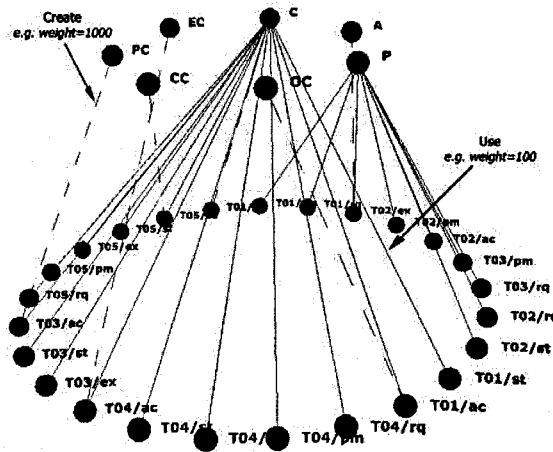 C
Create
e.g. weight=1000
EC
A
PC
P
CC
OC
Use
e.g. weight=100
T01/
T02/ex
T05/ex
T02/ac
T05/pm
T03/pm
T05/rq
T03/rq
T03/ac
T02/rq
T03/st
T02/st
T03/ex
T01/st
T04/ac
T01/ac
T04/
T04/pm
T04/rq